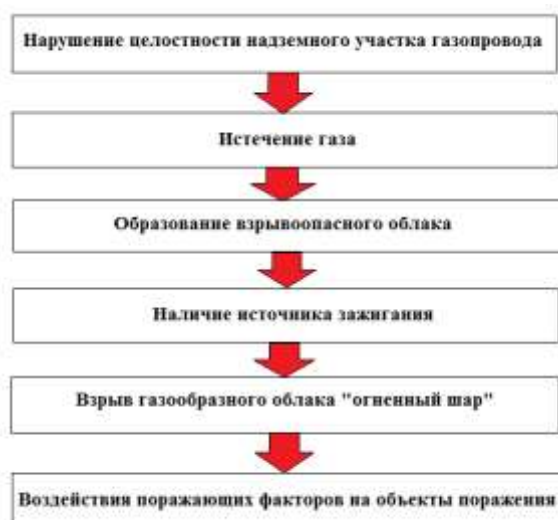 Нарушение целостности надземного участка газопровода
Истечение газа
Образование взрывоопасного облака
Наличие источника зажигания
Взрыв газообразного облака "огненный шар"
Воздействия поражающих факторов на объекты поражения